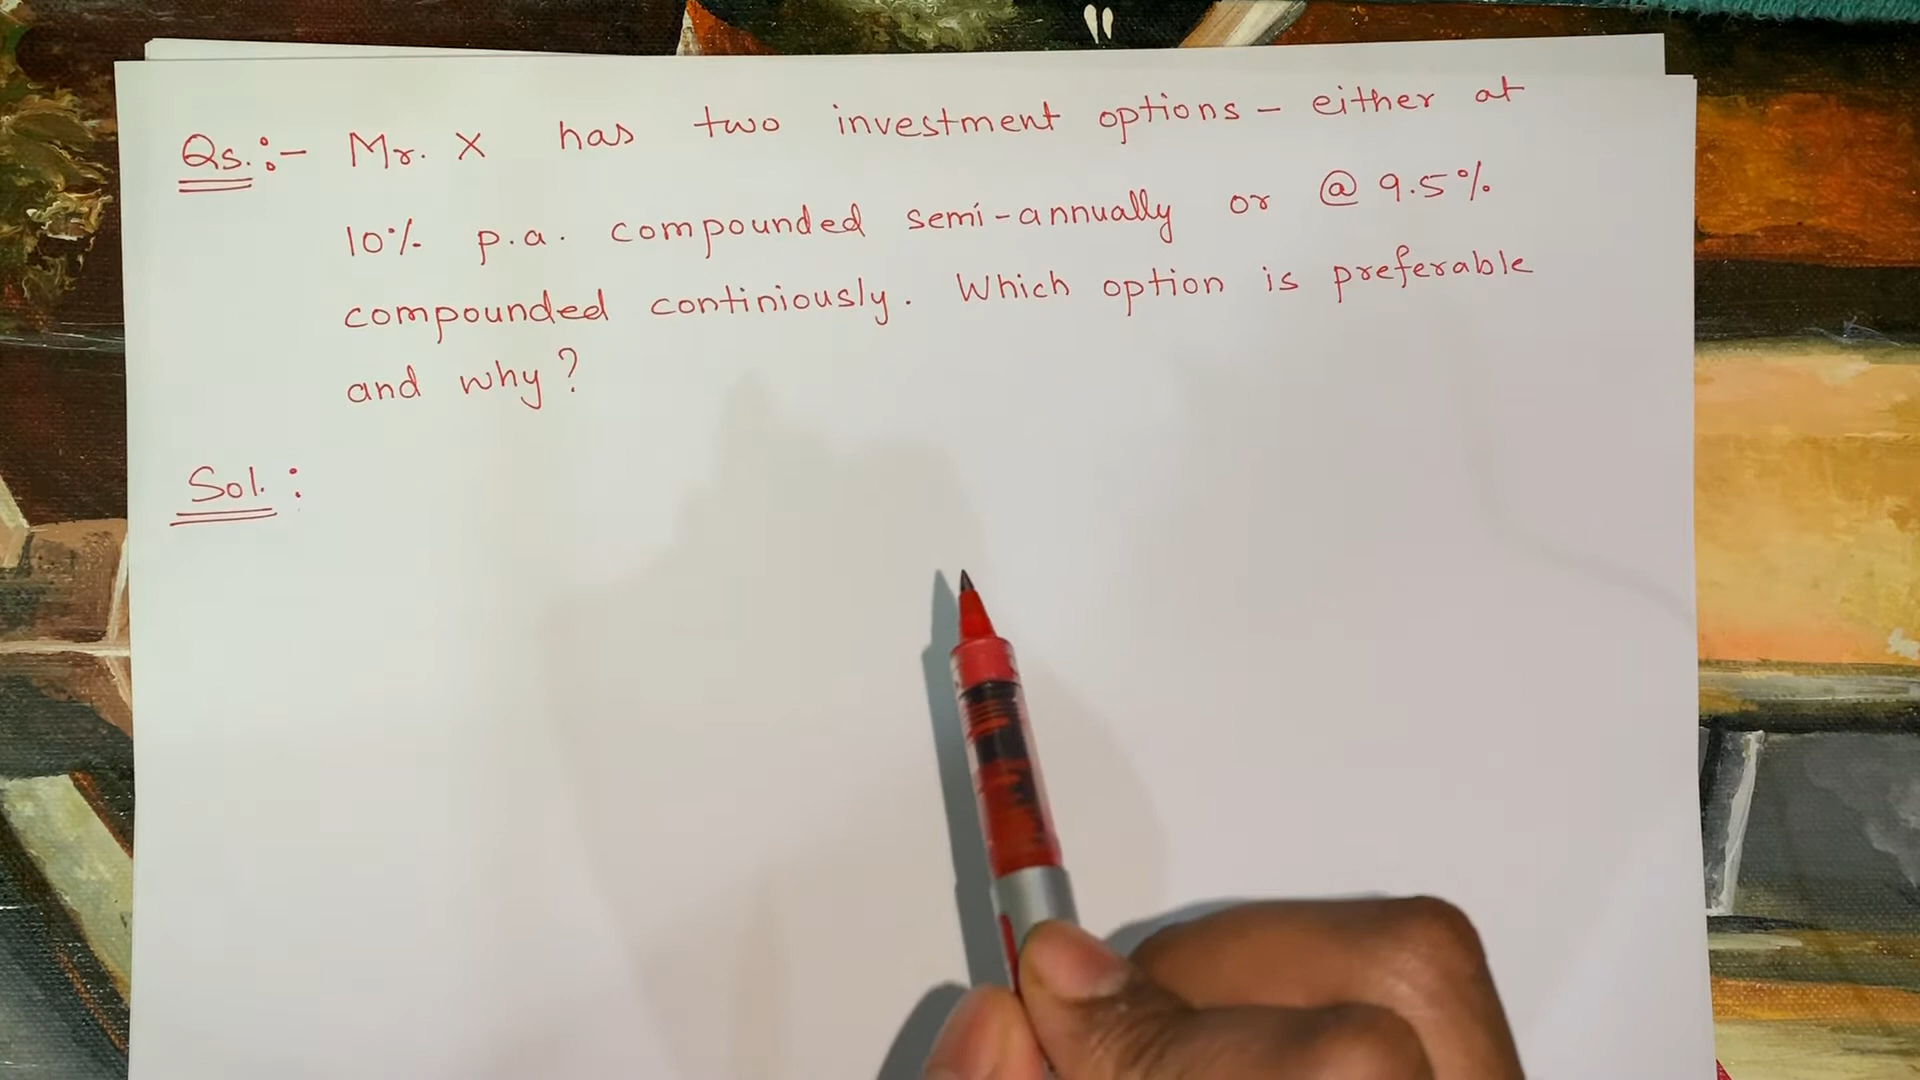 Qs.:- Mr. X has two investment options - either at
10% p.a. compounded semi-annually or @ 9.5%
compounded continiously. Which option is preferable
and why?
Sol. :